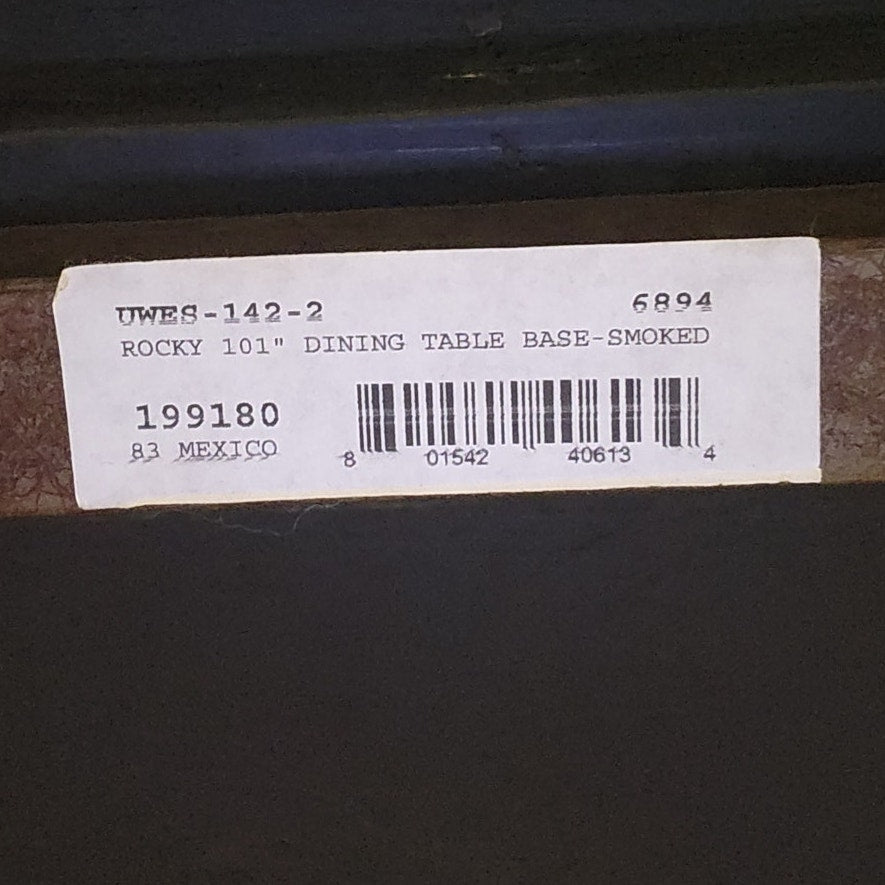 UWES-142-2 6894
ROCKY 101" DINING TABLE BASE-SMOKED
199180
83 MEXICO
8 01542 40613 4